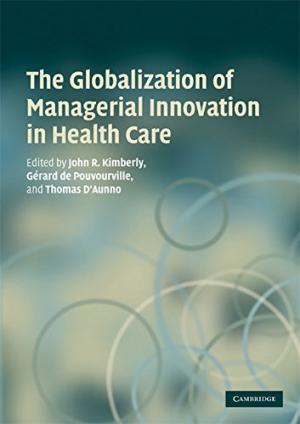 The Globalization of
Managerial Innovation
in Health Care
Edited by John R. Kimberly,
Gérard de Pouvourville,
and Thomas D'Aunno
CAMBRIDGE